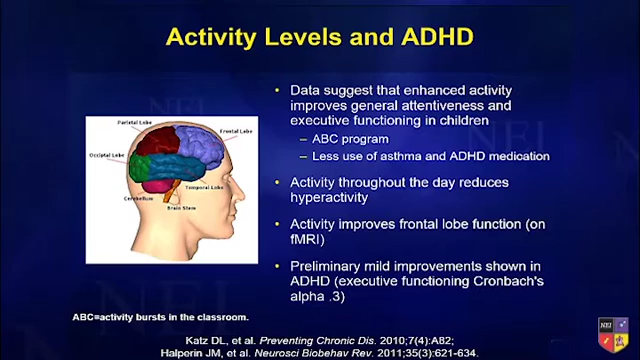 Activity Levels and ADHD
• Data suggest that enhanced activity
improves general attentiveness and
executive functioning in children
– ABC program
– Less use of asthma and ADHD medication
• Activity throughout the day reduces
hyperactivity
• Activity improves frontal lobe function (on
fMRI)
• Preliminary mild improvements shown in
ADHD (executive functioning Cronbach's
alpha .3)
Parietal Lobe
Frontal Lobe
Occiptal Lobe
Temporal Lobe
Cerebellum
Brain Stem
ABC=activity bursts in the classroom.
Katz DL, et al. Preventing Chronic Dis. 2010;7(4):A82;
Halperin JM, et al. Neurosci Biobehav Rev. 2011;35(3):621-634.
NEI